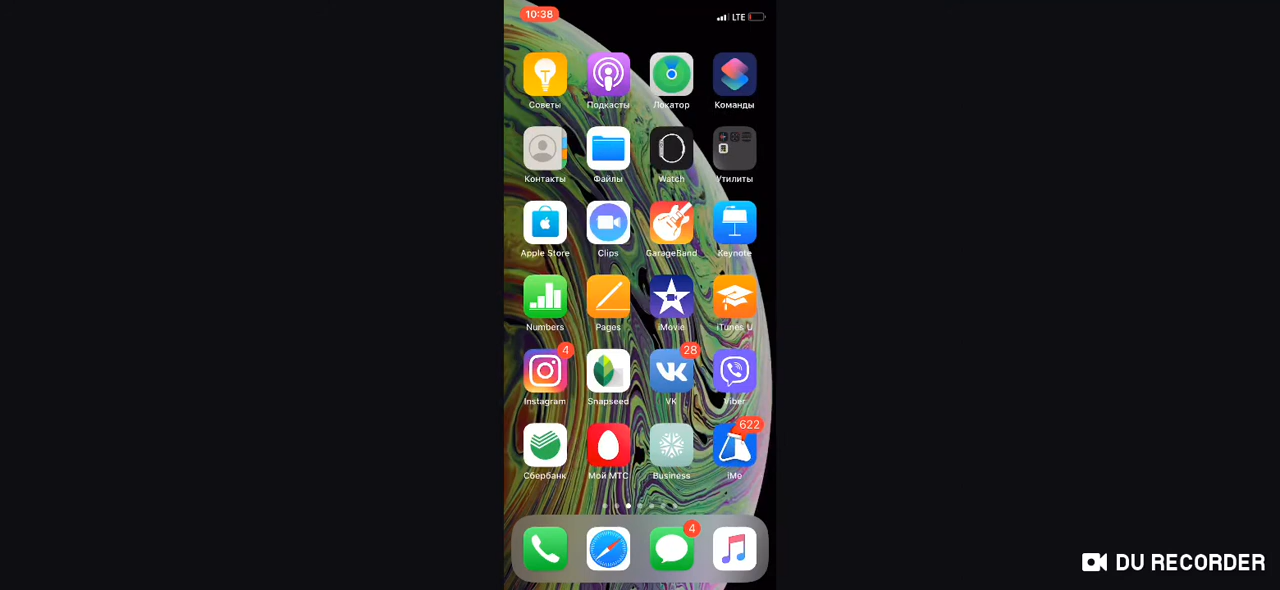 10:38
LTE
Советы Подкасты Локатор Команды
Контакты Файлы Watch Утилиты
Apple Store Clips GarageBand Keynote
Numbers Pages iMovie iTunes U
4 28
Instagram Snapseed VK Viber
622
Сбербанк Мой МТС Business iMe
4
DU RECORDER